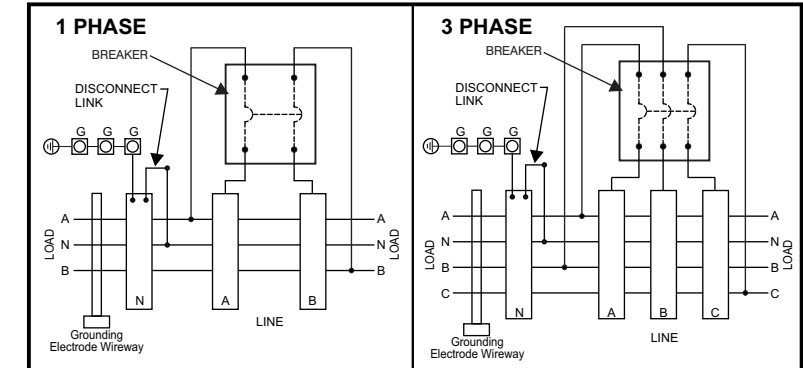 1 PHASE
BREAKER
DISCONNECT
LINK
G G G
A
N
B
LOAD
A
N
B
LOAD
N
A
B
LINE
Grounding
Electrode Wireway
3 PHASE
BREAKER
DISCONNECT
LINK
G G G
A
N
B
C
LOAD
A
N
B
C
LOAD
N
A
B
C
LINE
Grounding
Electrode Wireway